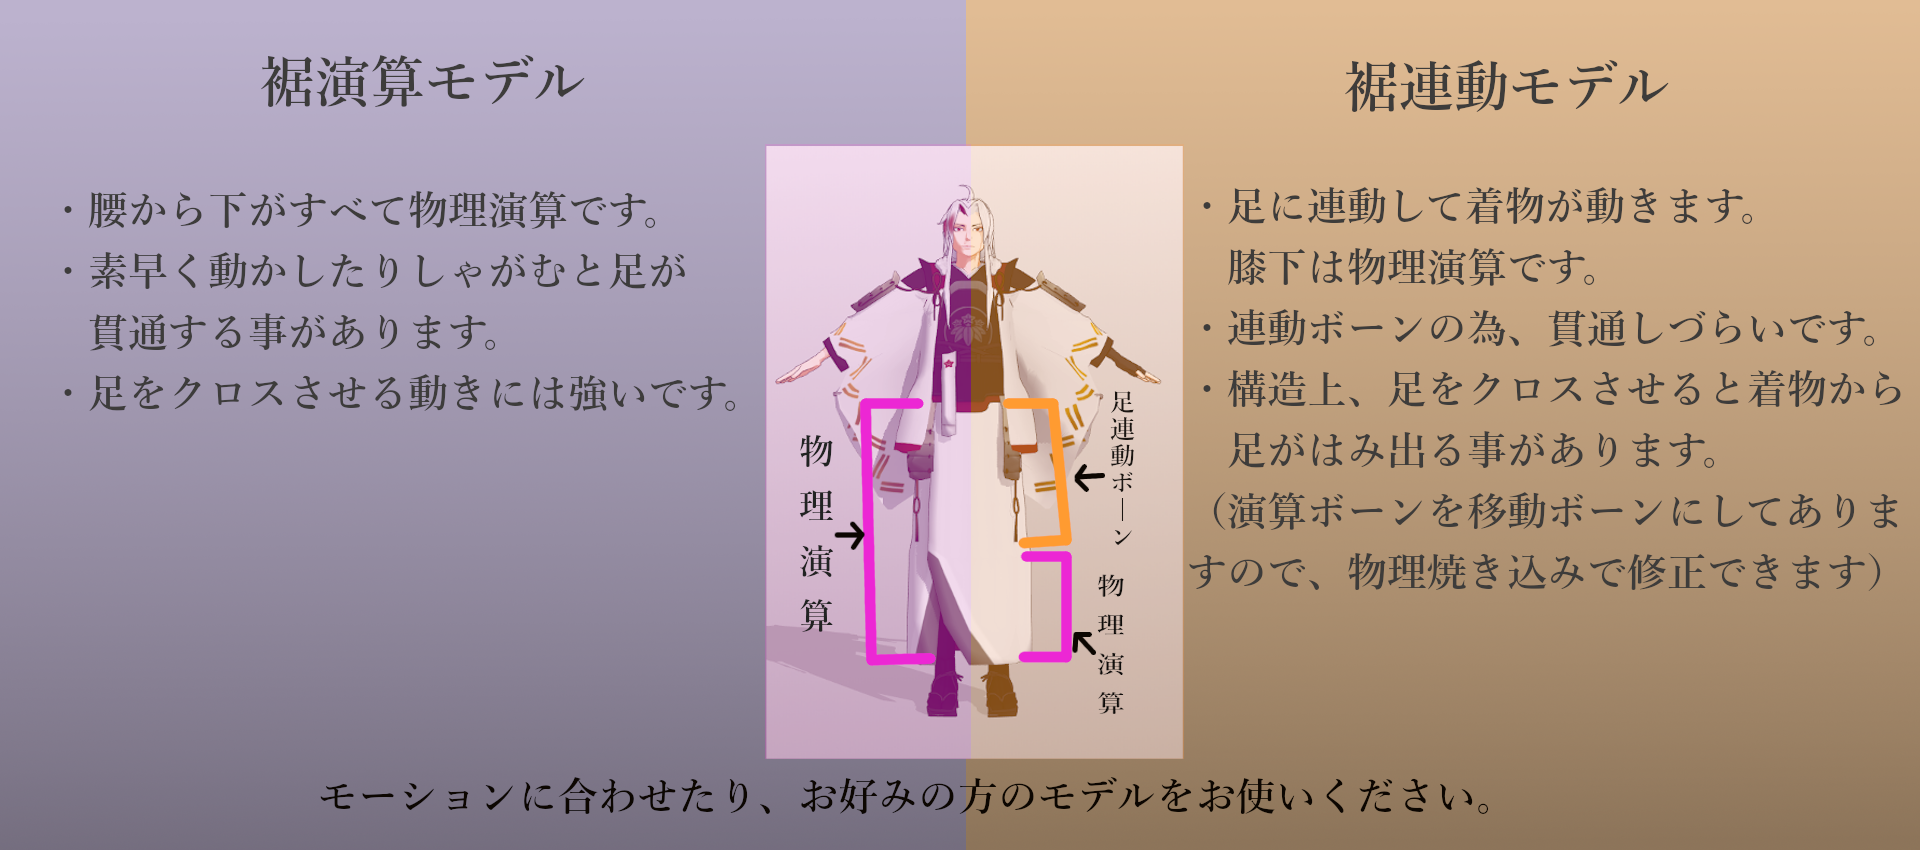 裾演算モデル
・腰から下がすべて物理演算です。
・素早く動かしたりしゃがむと足が
貫通する事があります。
・足をクロスさせる動きには強いです。
裾連動モデル
・足に連動して着物が動きます。
膝下は物理演算です。
・連動ボーンの為、貫通しづらいです。
・構造上、足をクロスさせると着物から
足がはみ出る事があります。
（演算ボーンを移動ボーンにしてありま
すので、物理焼き込みで修正できます）
物理演算
足連動ボーン
物理演算
モーションに合わせたり、お好みの方のモデルをお使いください。